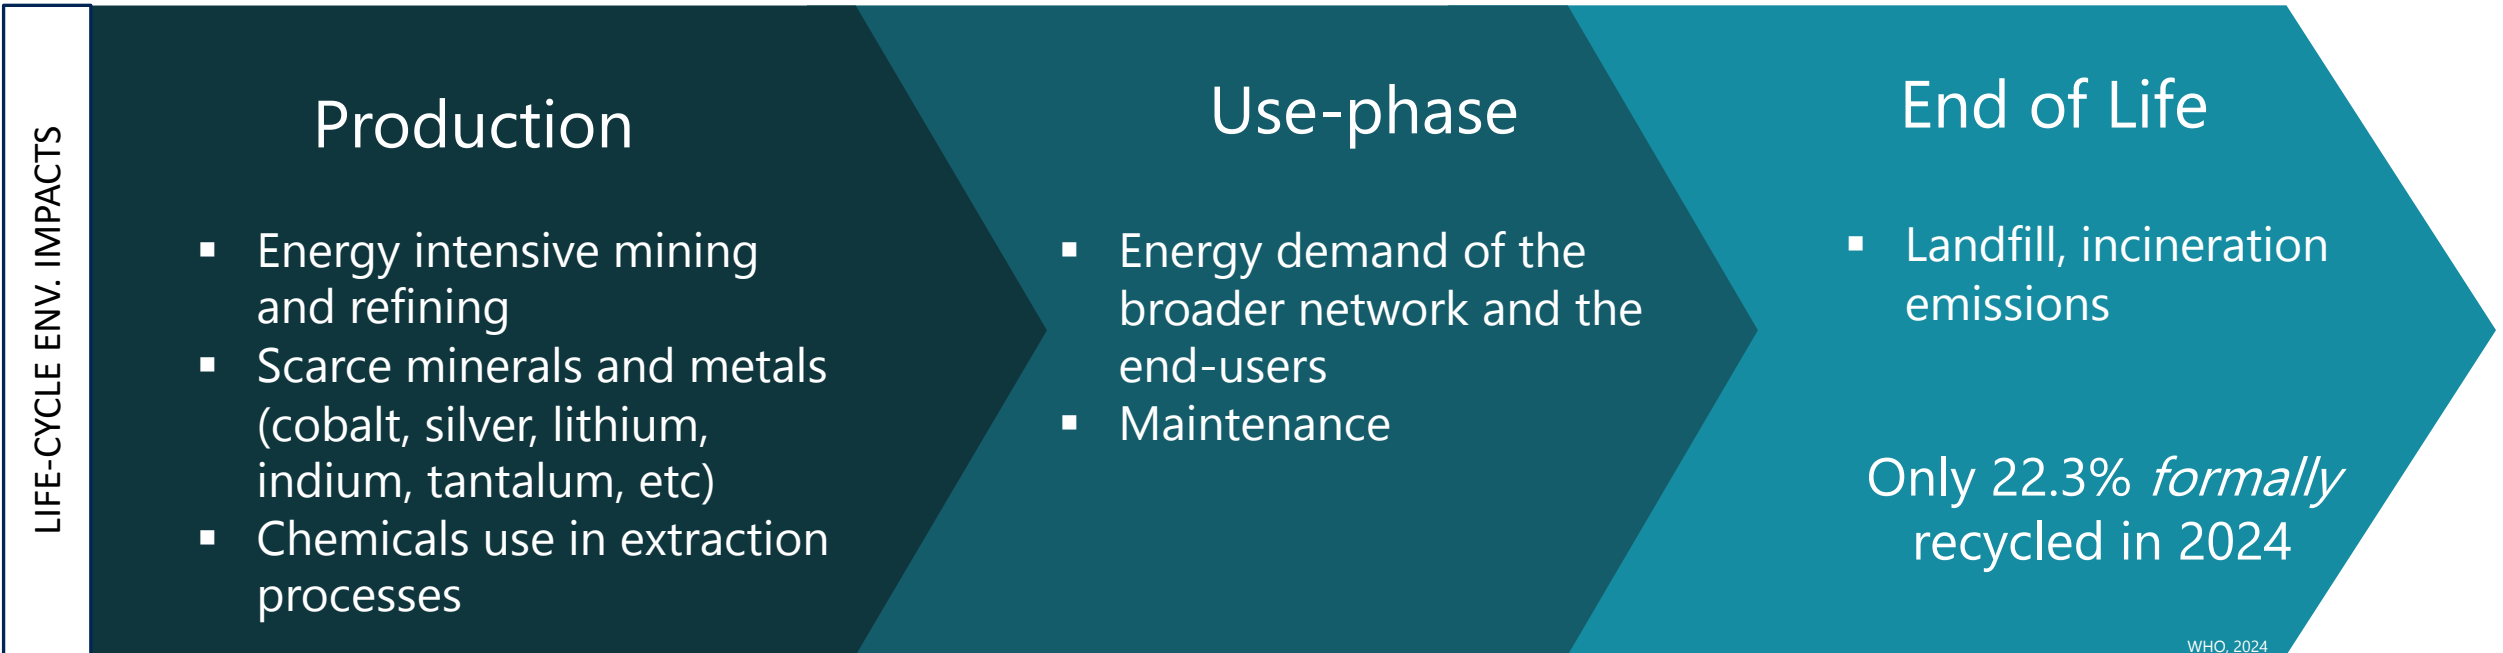 LIFE-CYCLE ENV. IMPACTS
Production
▪ Energy intensive mining
and refining
▪ Scarce minerals and metals
(cobalt, silver, lithium,
indium, tantalum, etc)
▪ Chemicals use in extraction
processes
Use-phase
▪ Energy demand of the
broader network and the
end-users
▪ Maintenance
End of Life
▪ Landfill, incineration
emissions
Only 22.3% formally
recycled in 2024
WHO, 2024